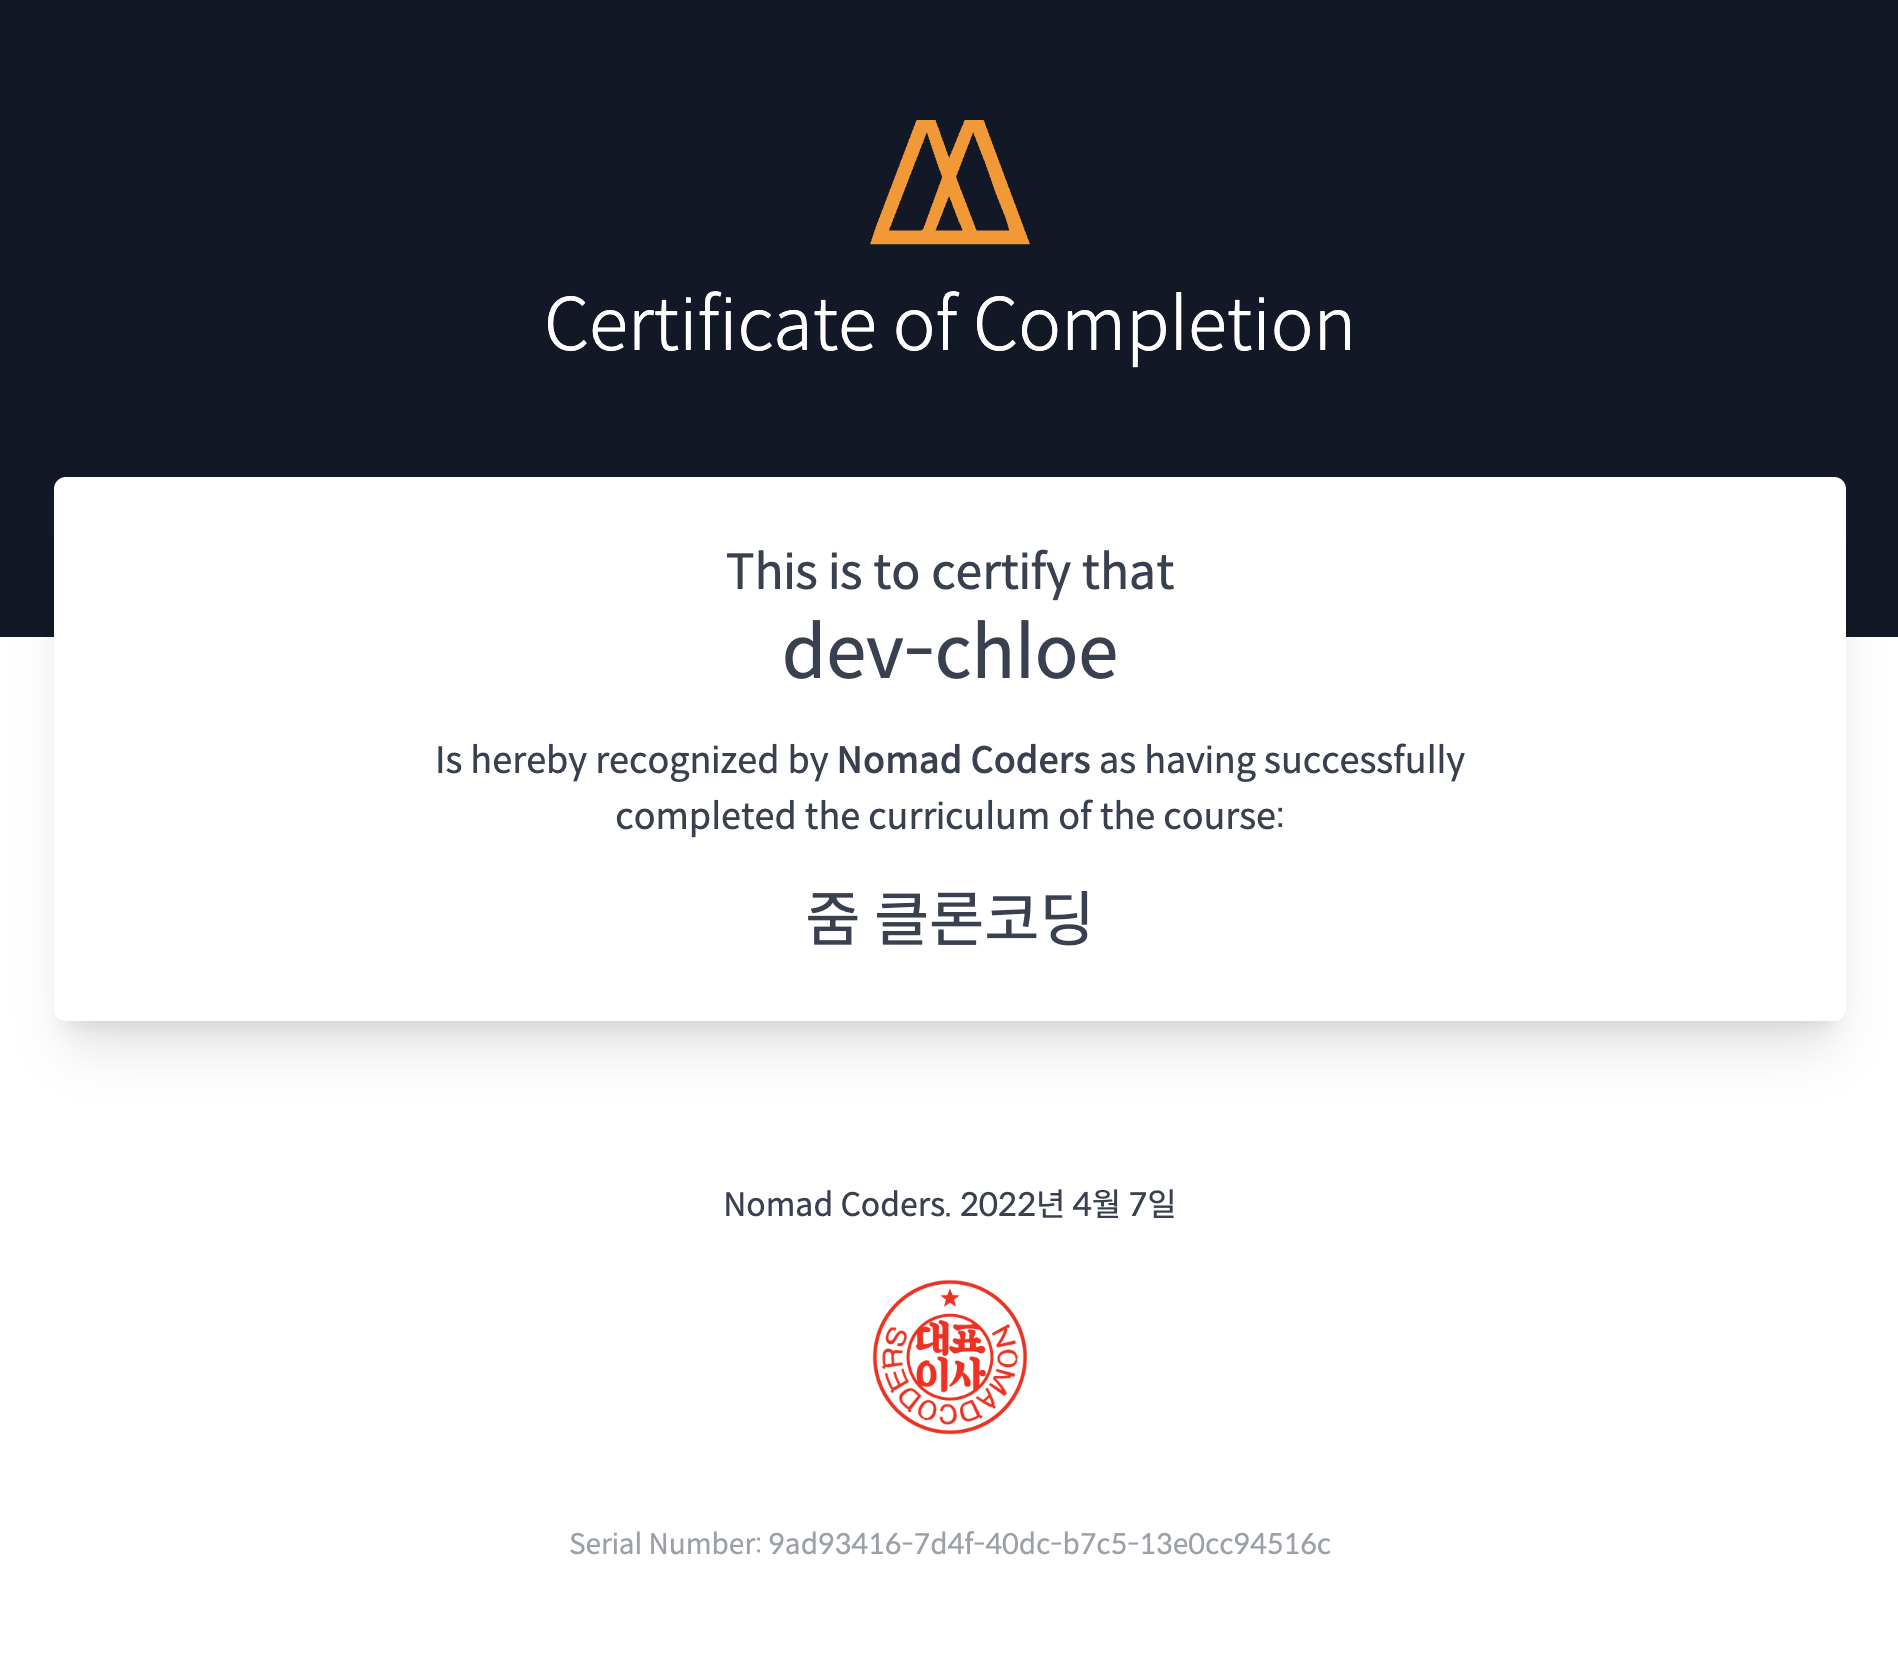 Certificate of Completion
This is to certify that
dev-chloe
Is hereby recognized by Nomad Coders as having successfully
completed the curriculum of the course:
줌 클론코딩
Nomad Coders. 2022년 4월 7일
NOMADCODERS
대표
이사
Serial Number: 9ad93416-7d4f-40dc-b7c5-13e0cc94516c